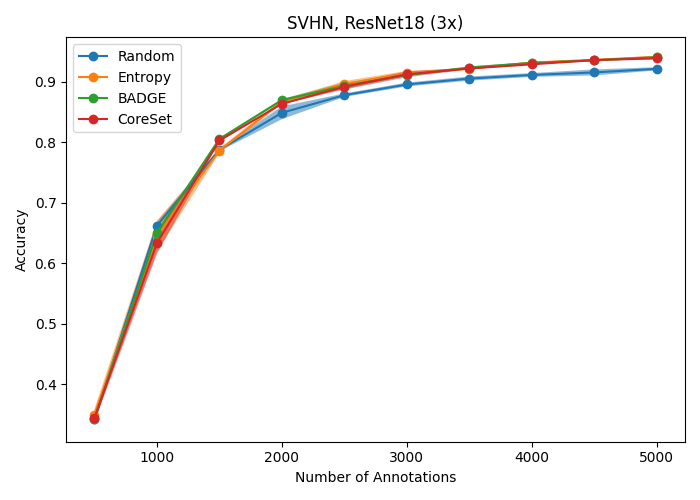 SVHN, ResNet18 (3x)
Random
Entropy
BADGE
CoreSet
0.9
0.8
0.7
0.6
0.5
0.4
Accuracy
1000 2000 3000 4000 5000
Number of Annotations